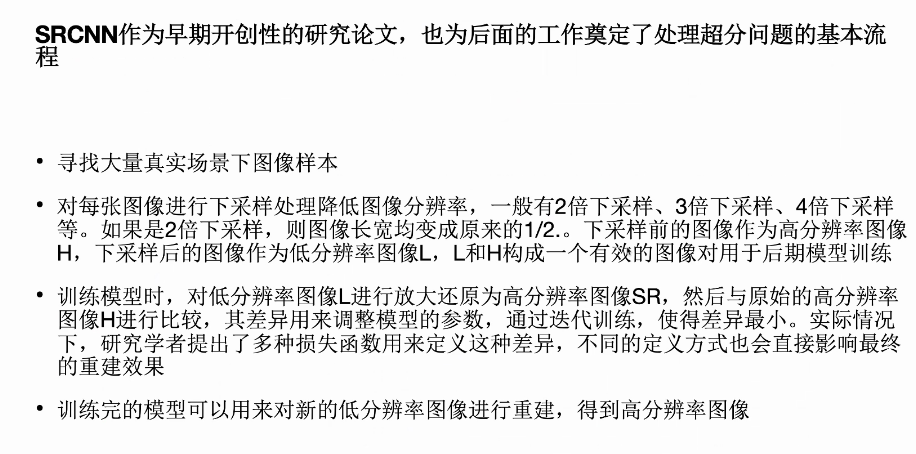 SRCNN作为早期开创性的研究论文，也为后面的工作奠定了处理超分问题的基本流
程
• 寻找大量真实场景下图像样本
• 对每张图像进行下采样处理降低图像分辨率，一般有2倍下采样、3倍下采样、4倍下采样
等。如果是2倍下采样，则图像长宽均变成原来的1/2.。下采样前的图像作为高分辨率图像
H，下采样后的图像作为低分辨率图像L，L和H构成一个有效的图像对用于后期模型训练
• 训练模型时，对低分辨率图像L进行放大还原为高分辨率图像SR，然后与原始的高分辨率
图像H进行比较，其差异用来调整模型的参数，通过迭代训练，使得差异最小。实际情况
下，研究学者提出了多种损失函数用来定义这种差异，不同的定义方式也会直接影响最终
的重建效果
• 训练完的模型可以用来对新的低分辨率图像进行重建，得到高分辨率图像